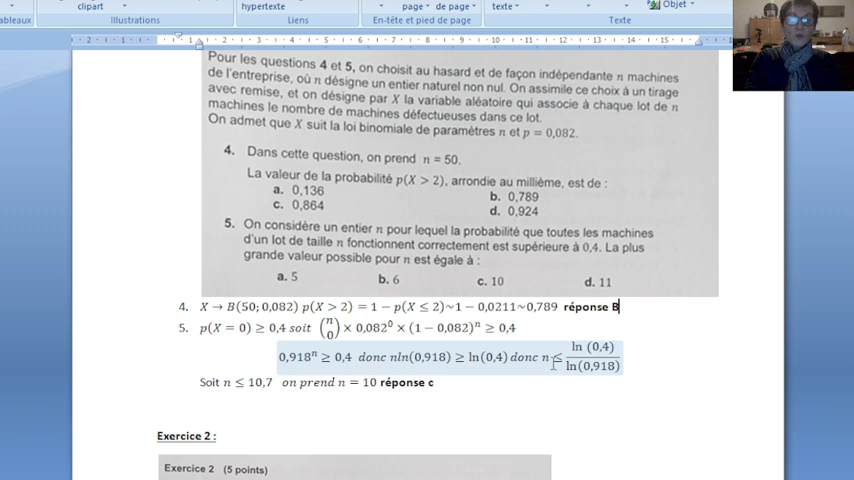 clipart
hypertexte
page
de page
texte
Objet
ableaux
Illustrations
Liens
En-tête et pied de page
Texte
Pour les questions 4 et 5, on choisit au hasard et de façon indépendante n machines
de l'entreprise, où n désigne un entier naturel non nul. On assimile ce choix à un tirage
avec remise, et on désigne par X la variable aléatoire qui associe à chaque lot de n
machines le nombre de machines défectueuses dans ce lot.
On admet que X suit la loi binomiale de paramètres n et p = 0,082.
4. Dans cette question, on prend n = 50.
La valeur de la probabilité p(X > 2), arrondie au millième, est de :
a. 0,136
b. 0,789
c. 0,864
d. 0,924
5. On considère un entier n pour lequel la probabilité que toutes les machines
d'un lot de taille n fonctionnent correctement est supérieure à 0,4. La plus
grande valeur possible pour n est égale à :
a. 5 b. 6 c. 10 d. 11
4. X → B(50; 0,082) p(X > 2) = 1 − p(X ≤ 2)~1 − 0,0211~0,789 réponse B
5. p(X = 0) ≥ 0,4 soit (n 0) × 0,082⁰ × (1 − 0,082)ⁿ ≥ 0,4
0,918ⁿ ≥ 0,4 donc nln(0,918) ≥ ln(0,4) donc n ≤ ln (0,4) / ln(0,918)
Soit n ≤ 10,7 on prend n = 10 réponse c
Exercice 2 :
Exercice 2 (5 points)